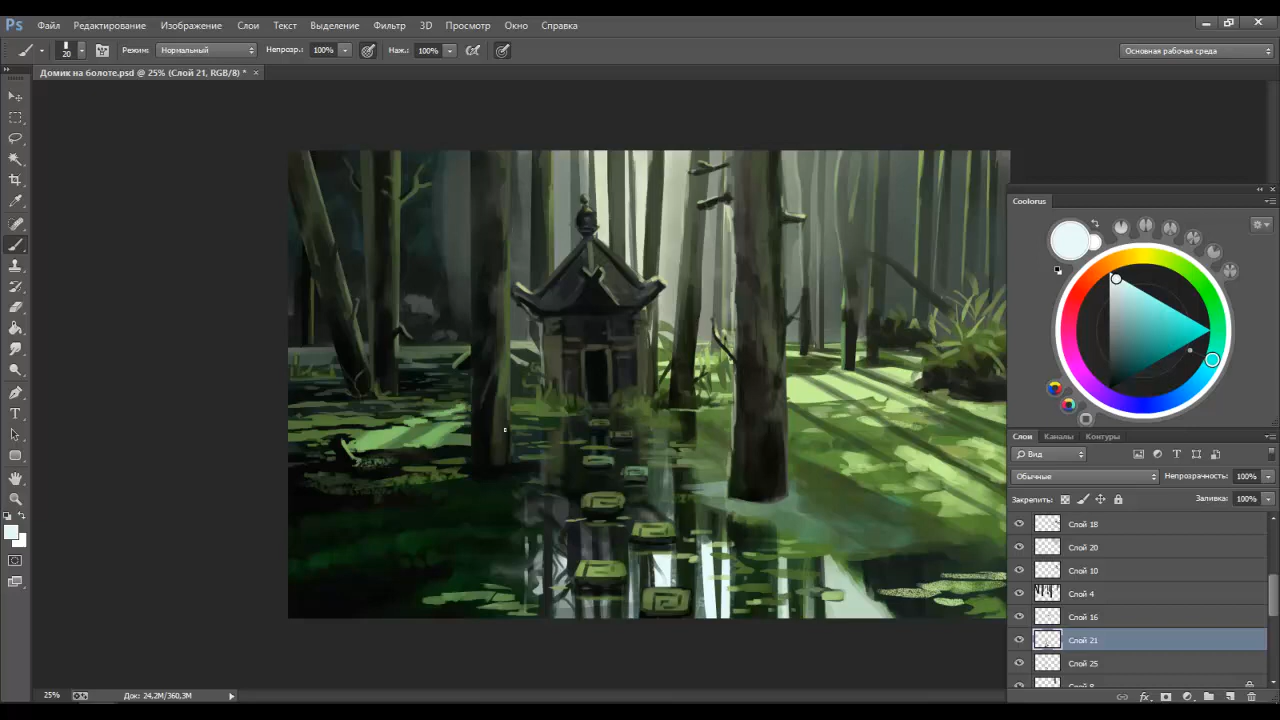 Ps Файл Редактирование Изображение Слои Текст Выделение Фильтр 3D Просмотр Окно Справка
20 Режим: Нормальный Непрозр.: 100% Наж.: 100% Основная рабочая среда
Домик на болоте.psd @ 25% (Слой 21, RGB/8) *
Coolorus
Слои Каналы Контуры
Вид
Обычные Непрозрачность: 100%
Закрепить: Заливка: 100%
Слой 18
Слой 20
Слой 10
Слой 4
Слой 16
Слой 21
Слой 25
25% Док: 24,2M/360,3M